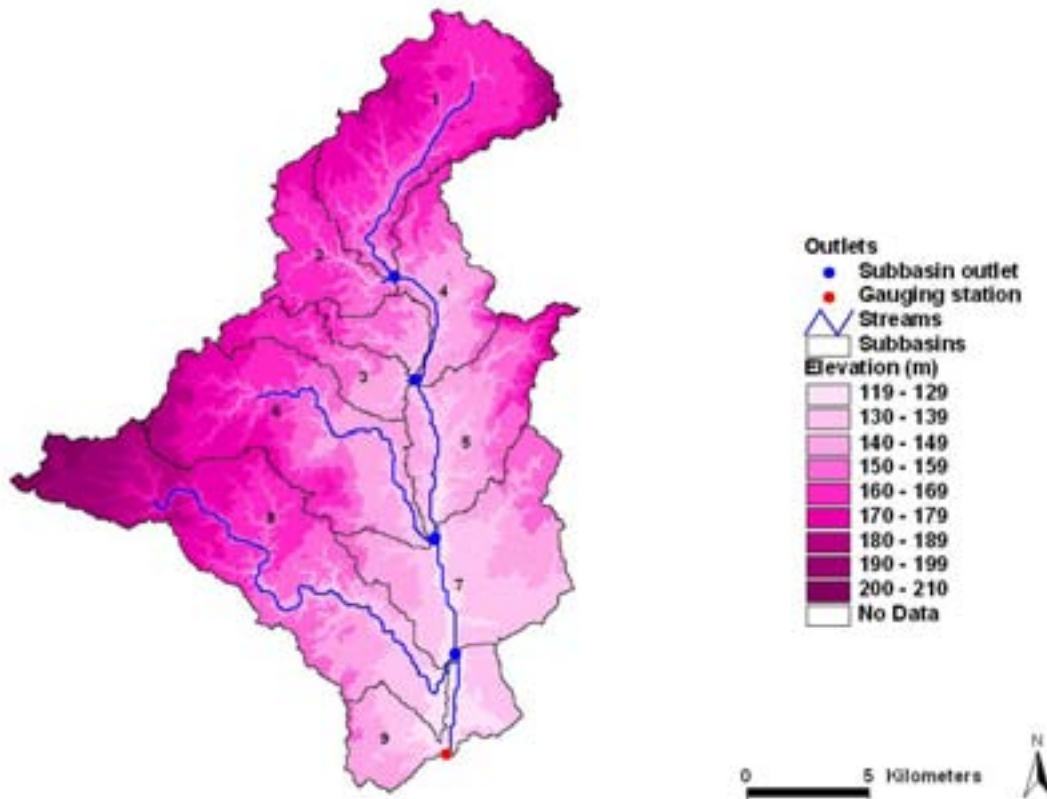 1
2
4
3
6
5
8
7
9
Outlets
Subbasin outlet
Gauging station
Streams
Subbasins
Elevation (m)
119 - 129
130 - 139
140 - 149
150 - 159
160 - 169
170 - 179
180 - 189
190 - 199
200 - 210
No Data
0 5 Kilometers
N